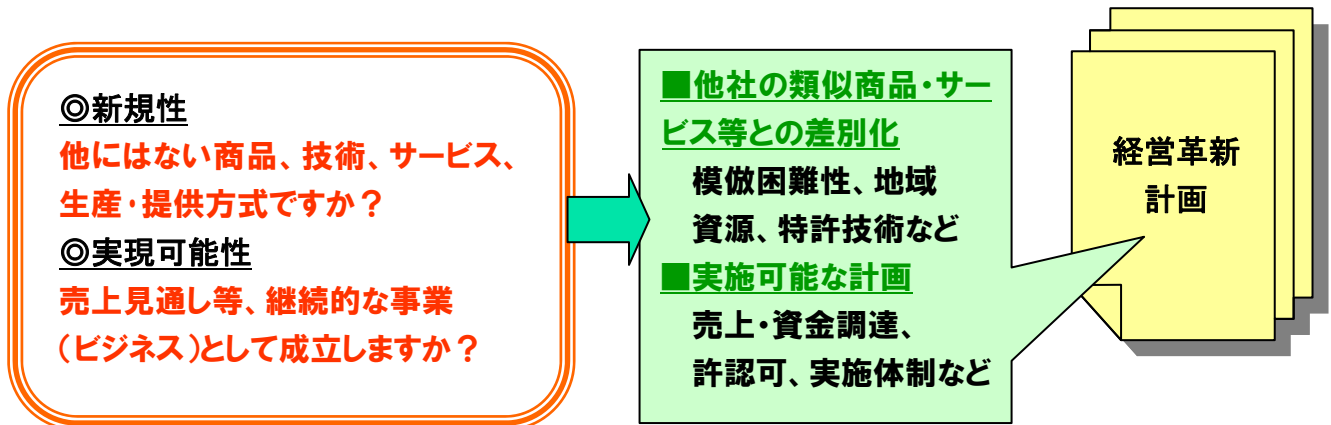 ◎新規性
他にはない商品、技術、サービス、
生産・提供方式ですか？
◎実現可能性
売上見通し等、継続的な事業
（ビジネス）として成立しますか？
■他社の類似商品・サー
ビス等との差別化
模倣困難性、地域
資源、特許技術など
■実施可能な計画
売上・資金調達、
許認可、実施体制など
経営革新
計画